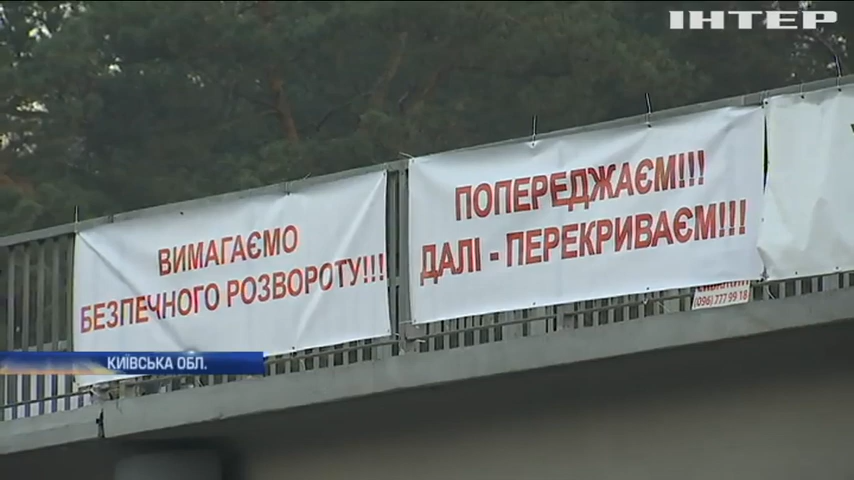 ІНТЕР
ВИМАГАЄМО
БЕЗПЕЧНОГО РОЗВОРОТУ!!!
ПОПЕРЕДЖАЄМ!!!
ДАЛІ - ПЕРЕКРИВАЄМ!!!
(096) 777 99 18
КИЇВСЬКА ОБЛ.